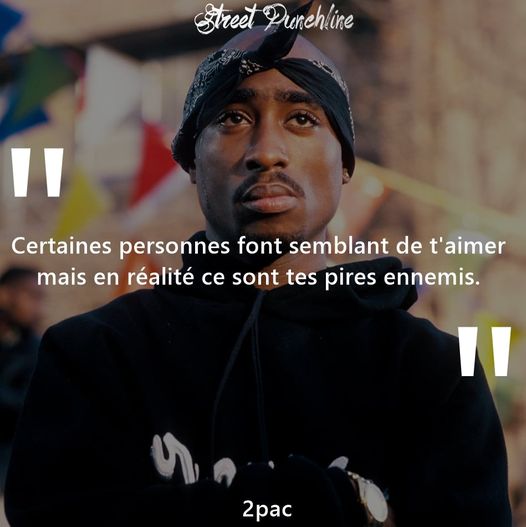 Street Punchline
"
Certaines personnes font semblant de t'aimer
mais en réalité ce sont tes pires ennemis.
"
2pac